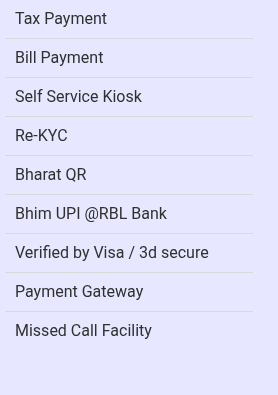 Tax Payment
Bill Payment
Self Service Kiosk
Re-KYC
Bharat QR
Bhim UPI @RBL Bank
Verified by Visa / 3d secure
Payment Gateway
Missed Call Facility